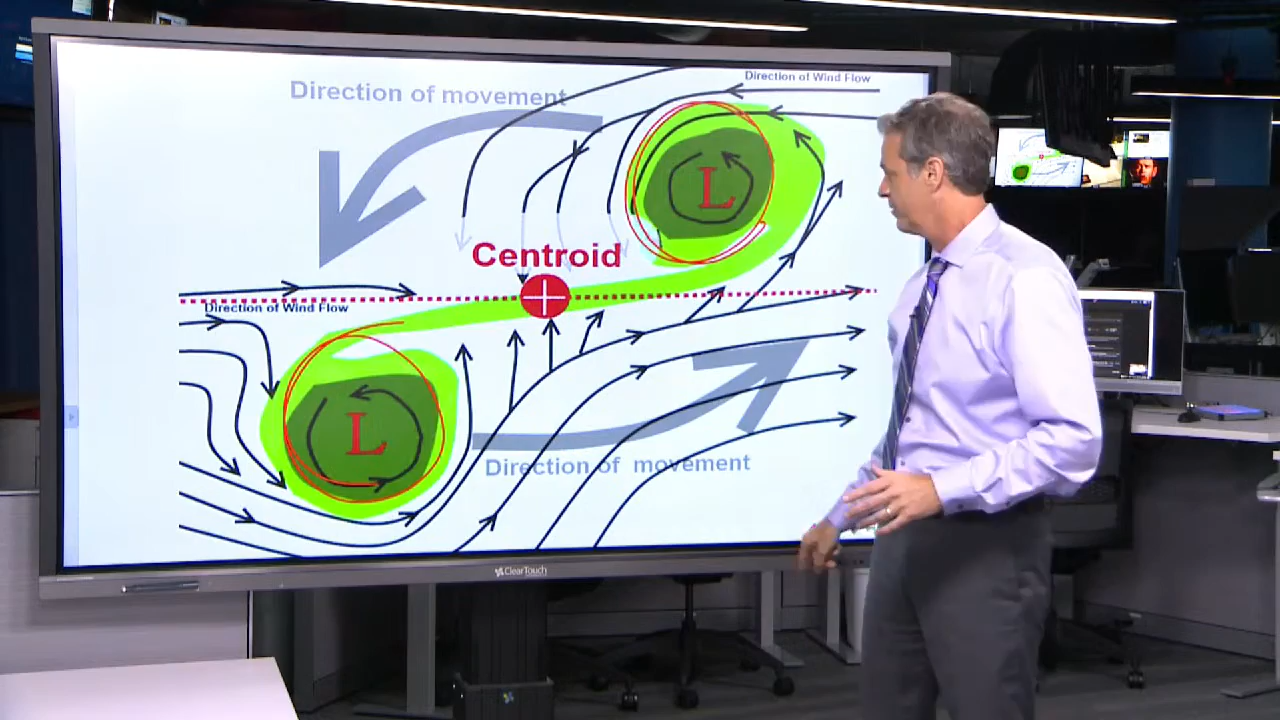 Direction of Wind Flow
Direction of movement
L
Centroid
Direction of Wind Flow
L
Direction of movement
ClearTouch